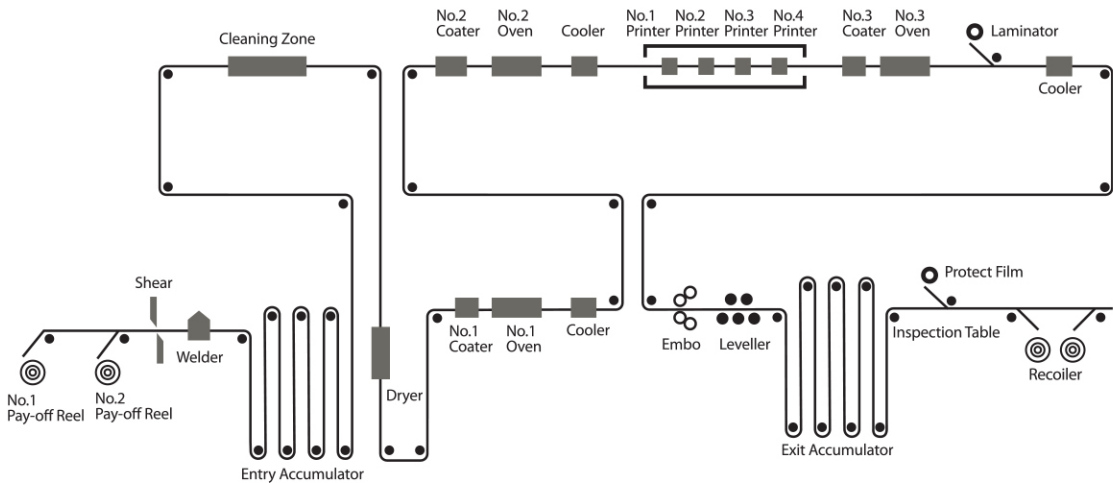 Cleaning Zone
No.2
Coater
No.2
Oven
Cooler
No.1
Printer
No.2
Printer
No.3
Printer
No.4
Printer
No.3
Coater
No.3
Oven
Laminator
Cooler
Shear
Welder
No.1
Pay-off Reel
No.2
Pay-off Reel
Entry Accumulator
Dryer
No.1
Coater
No.1
Oven
Cooler
Embo
Leveller
Exit Accumulator
Protect Film
Inspection Table
Recoiler